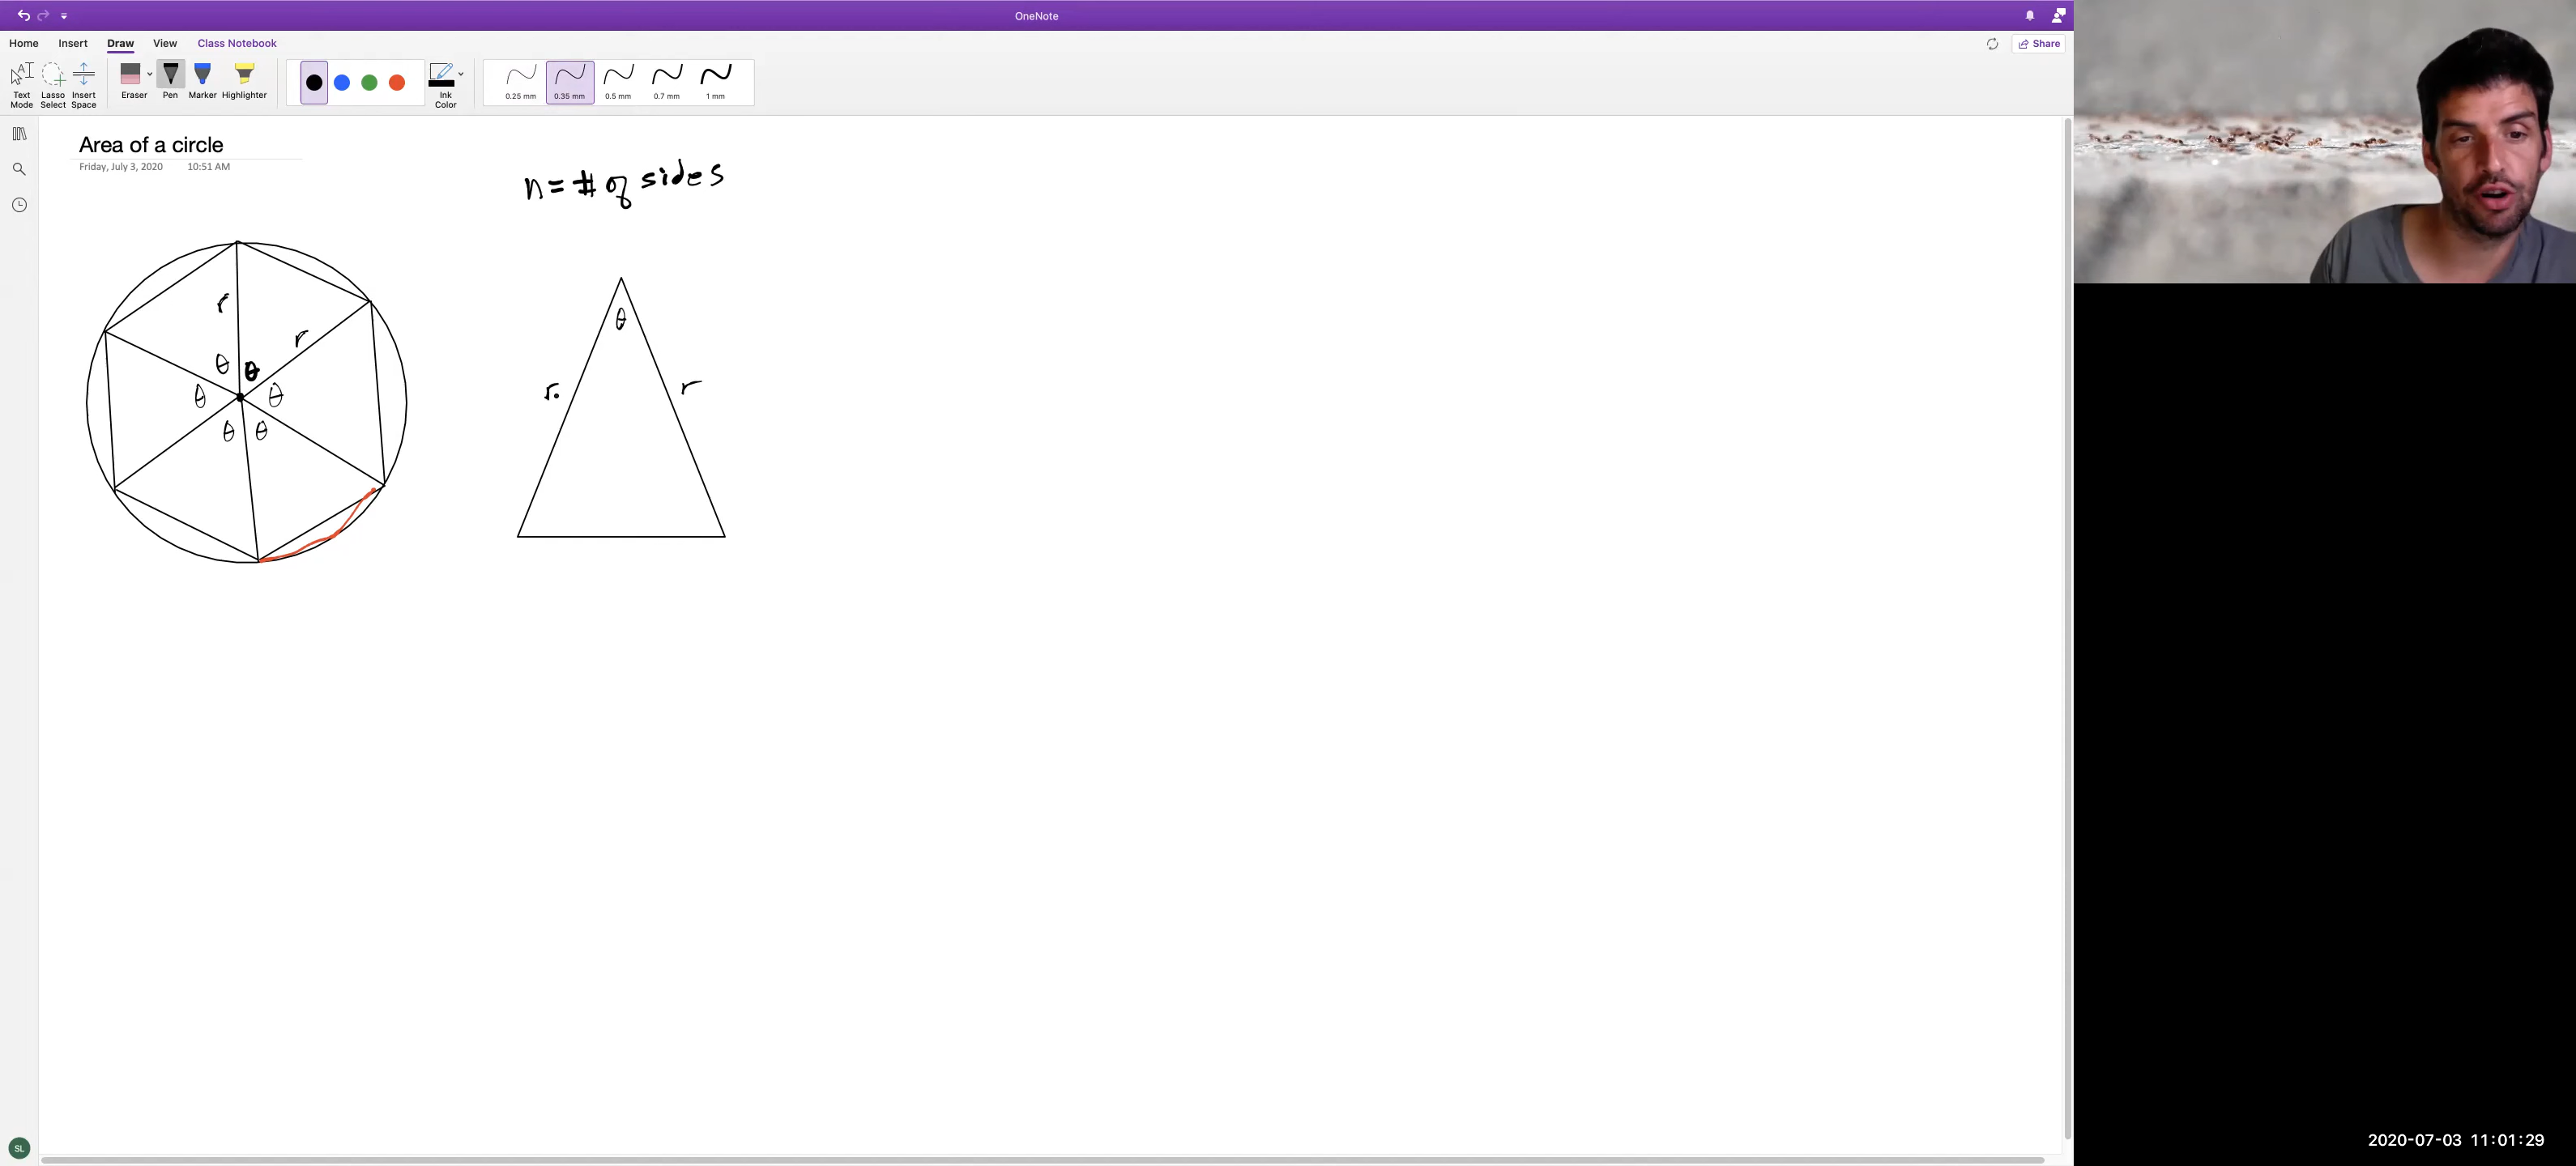 OneNote
Home Insert Draw View Class Notebook
Share
Text Mode
Lasso Select
Insert Space
Eraser
Pen
Marker
Highlighter
Ink Color
0.25 mm
0.35 mm
0.5 mm
0.7 mm
1 mm
Area of a circle
Friday, July 3, 2020 10:51 AM
n = # of sides
r
r
θ θ
θ θ
θ θ
θ
r
r
SL
2020-07-03 11:01:29